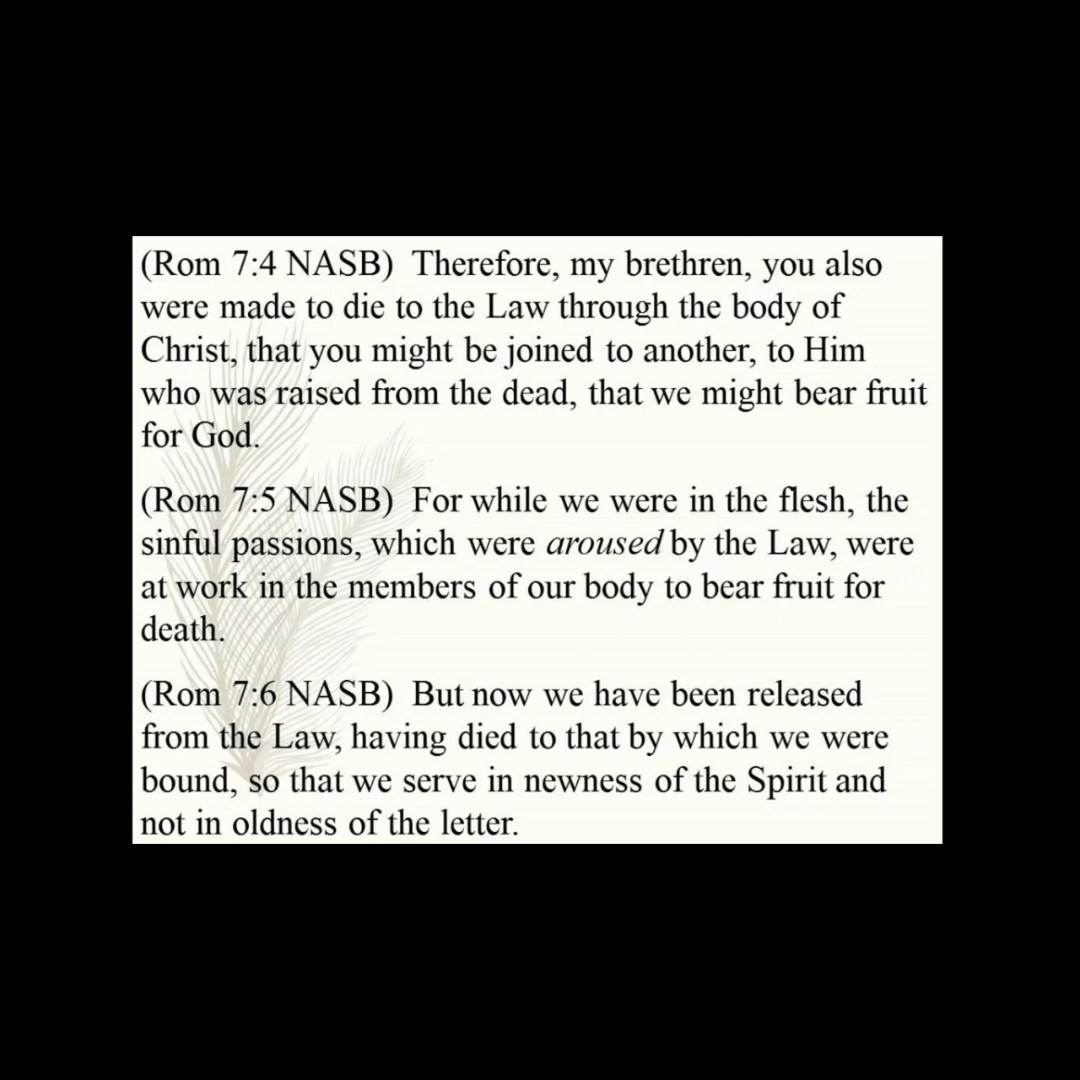 (Rom 7:4 NASB)  Therefore, my brethren, you also
were made to die to the Law through the body of
Christ, that you might be joined to another, to Him
who was raised from the dead, that we might bear fruit
for God.
(Rom 7:5 NASB)  For while we were in the flesh, the
sinful passions, which were aroused by the Law, were
at work in the members of our body to bear fruit for
death.
(Rom 7:6 NASB)  But now we have been released
from the Law, having died to that by which we were
bound, so that we serve in newness of the Spirit and
not in oldness of the letter.